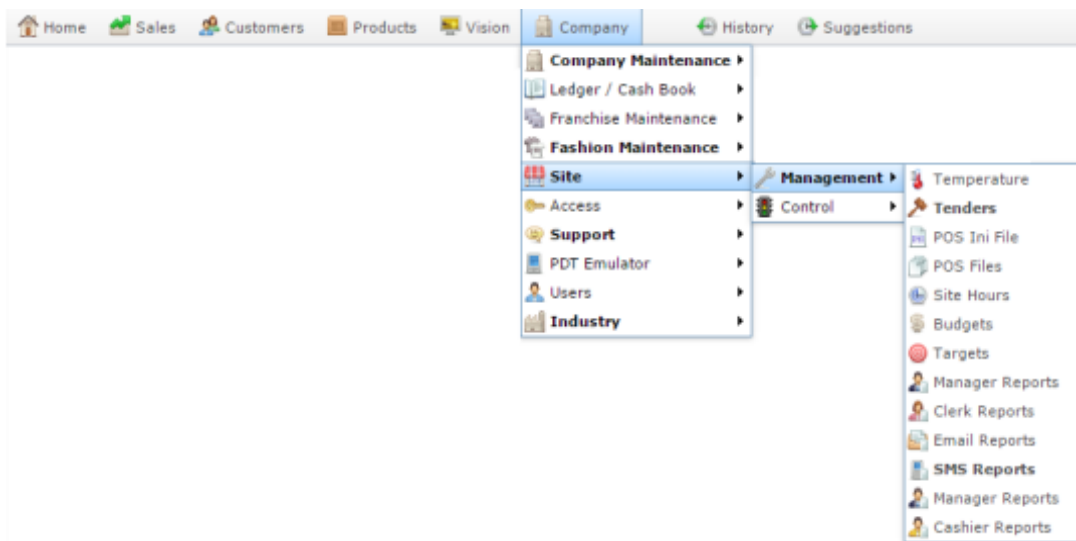 Home Sales Customers Products Vision Company History Suggestions
Company Maintenance
Ledger / Cash Book
Franchise Maintenance
Fashion Maintenance
Site
Access
Support
PDT Emulator
Users
Industry
Management
Control
Temperature
Tenders
POS Ini File
POS Files
Site Hours
Budgets
Targets
Manager Reports
Clerk Reports
Email Reports
SMS Reports
Manager Reports
Cashier Reports